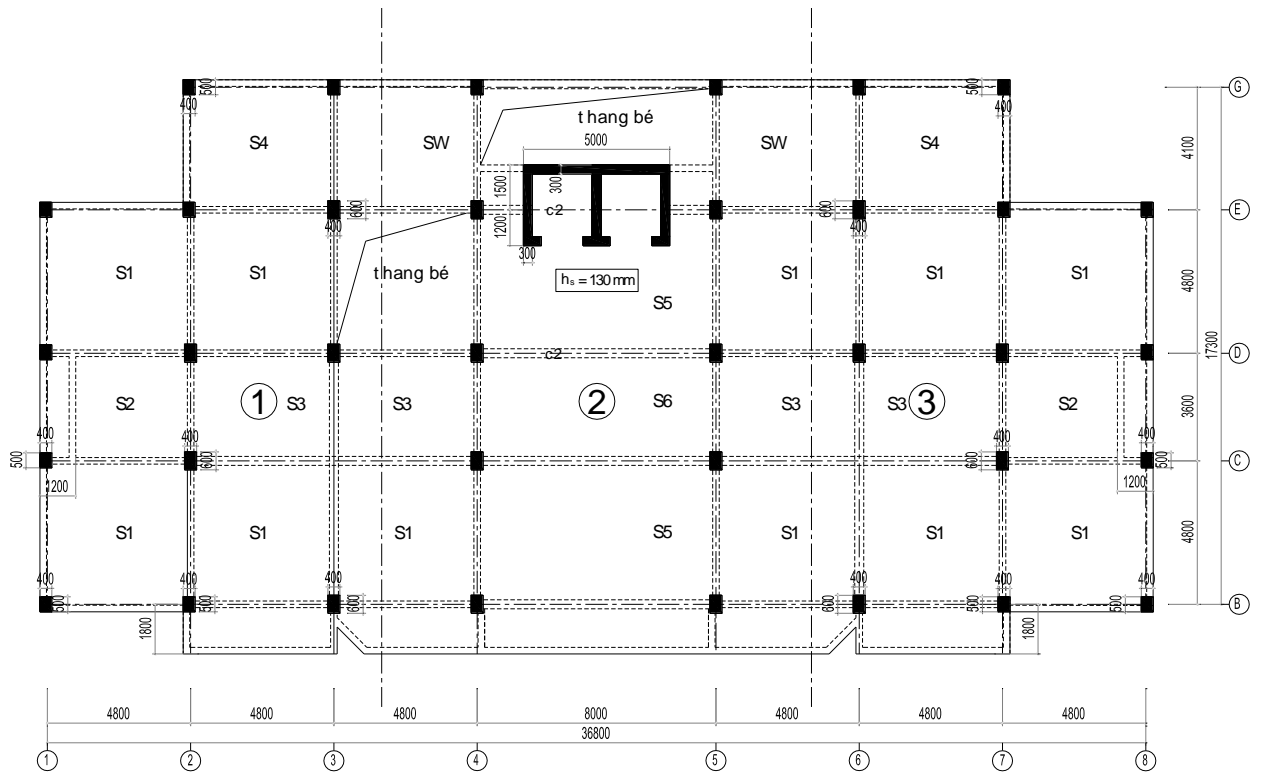 500
500
G
400
400
t hang bé
S4
SW
5000
SW
S4
4100
1500
300
600
c2
600
E
400
1200
400
300
t hang bé
S1
S1
hₛ = 130 mm
S1
S1
S1
4800
S5
c2
D
17300
S2
1
S3
S3
2
S6
S3
S3
3
S2
3600
400
400
400
400
500
600
600
500
C
1200
1200
S1
S1
S1
S5
S1
S1
S1
4800
400
400
400
400
400
400
500
500
600
600
500
500
B
1800
1800
4800
4800
4800
8000
4800
4800
4800
36800
1
2
3
4
5
6
7
8